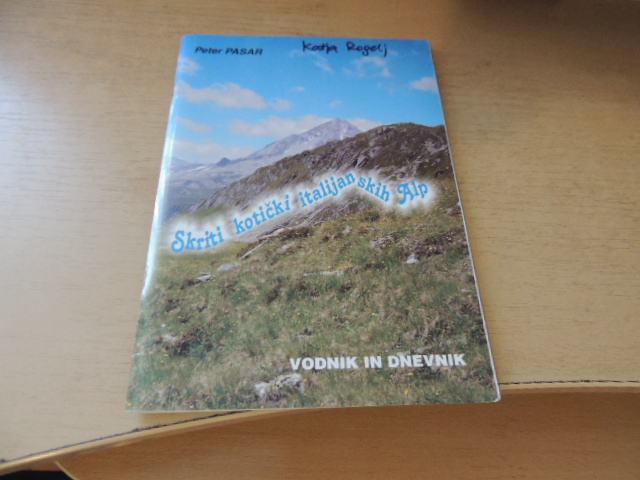 Peter PASAR
Katja Rogelj
Skriti kotički italijanskih Alp
VODNIK IN DNEVNIK